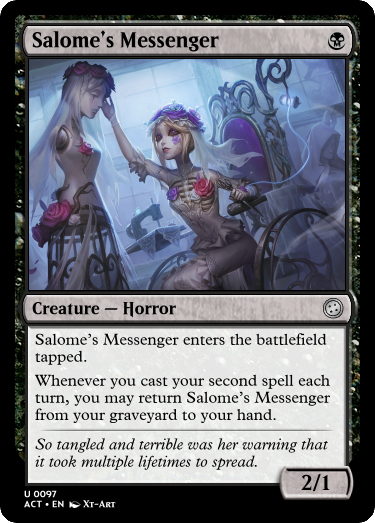 Salome's Messenger
Creature — Horror
Salome's Messenger enters the battlefield
tapped.
Whenever you cast your second spell each
turn, you may return Salome's Messenger
from your graveyard to your hand.
So tangled and terrible was her warning that
it took multiple lifetimes to spread.
2/1
U 0097
ACT • EN Xt-Art